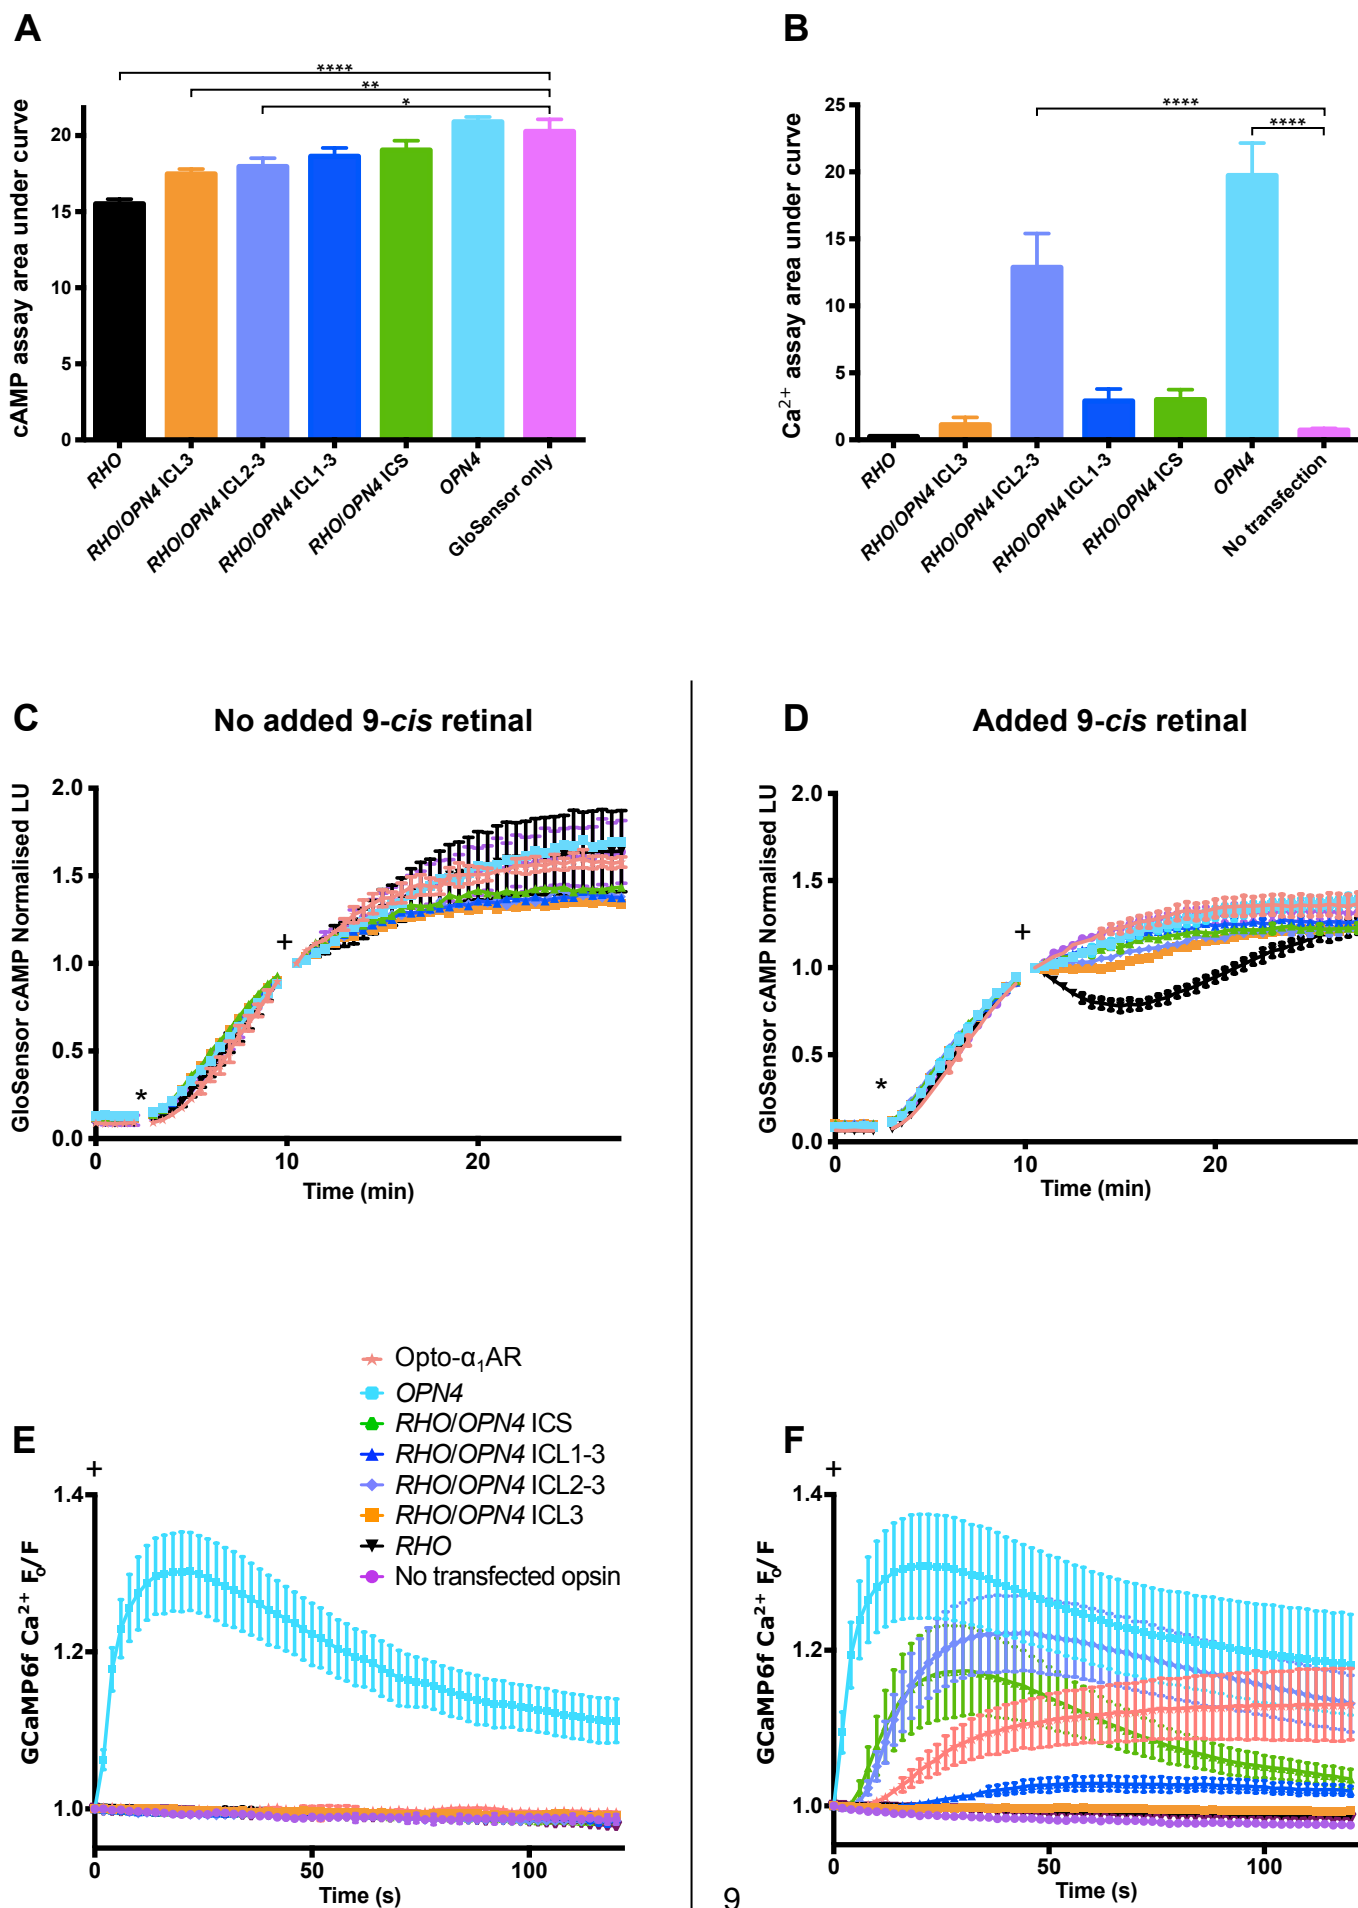 A
cAMP assay area under curve
20
15
10
5
0
****
**
*
RHO
RHO/OPN4 ICL3
RHO/OPN4 ICL2-3
RHO/OPN4 ICL1-3
RHO/OPN4 ICS
OPN4
GloSensor only
B
Ca²⁺ assay area under curve
25
20
15
10
5
0
****
****
RHO
RHO/OPN4 ICL3
RHO/OPN4 ICL2-3
RHO/OPN4 ICL1-3
RHO/OPN4 ICS
OPN4
No transfection
C
No added 9-cis retinal
GloSensor cAMP Normalised LU
2.0
1.5
1.0
0.5
0.0
*
+
0
10
20
Time (min)
D
Added 9-cis retinal
GloSensor cAMP Normalised LU
2.0
1.5
1.0
0.5
0.0
*
+
0
10
20
Time (min)
Opto-α₁AR
OPN4
RHO/OPN4 ICS
RHO/OPN4 ICL1-3
RHO/OPN4 ICL2-3
RHO/OPN4 ICL3
RHO
No transfected opsin
E
+
GCaMP6f Ca²⁺ F₀/F
1.4
1.2
1.0
0
50
100
Time (s)
F
+
GCaMP6f Ca²⁺ F₀/F
1.4
1.2
1.0
0
50
100
Time (s)
9